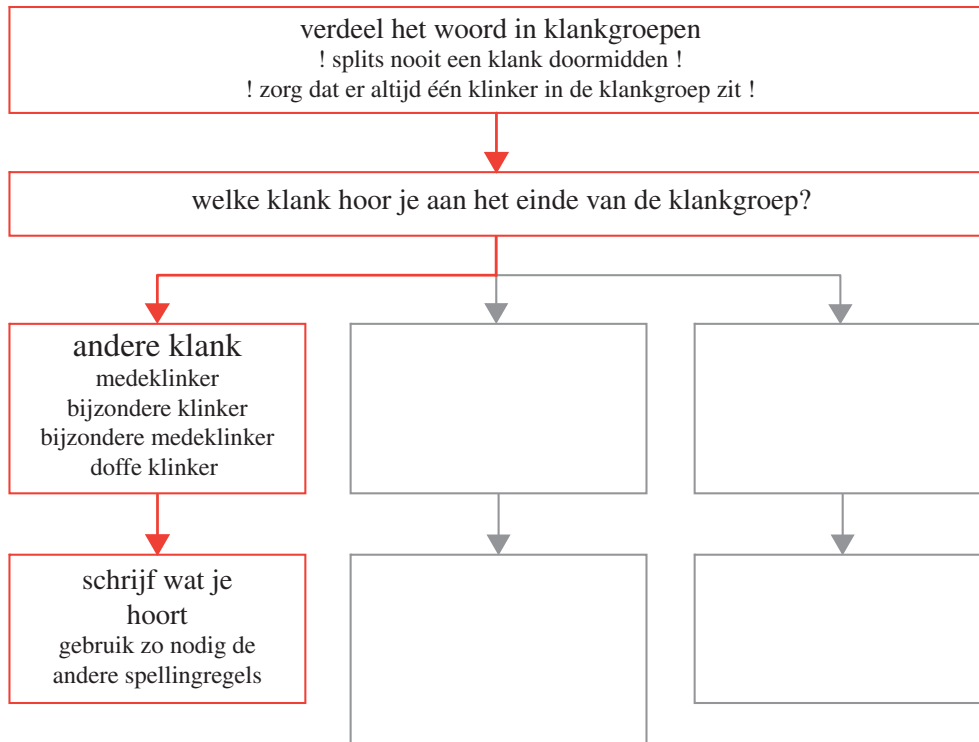 verdeel het woord in klankgroepen
! splits nooit een klank doormidden !
! zorg dat er altijd één klinker in de klankgroep zit !
welke klank hoor je aan het einde van de klankgroep?
andere klank
medeklinker
bijzondere klinker
bijzondere medeklinker
doffe klinker
schrijf wat je
hoort
gebruik zo nodig de
andere spellingregels